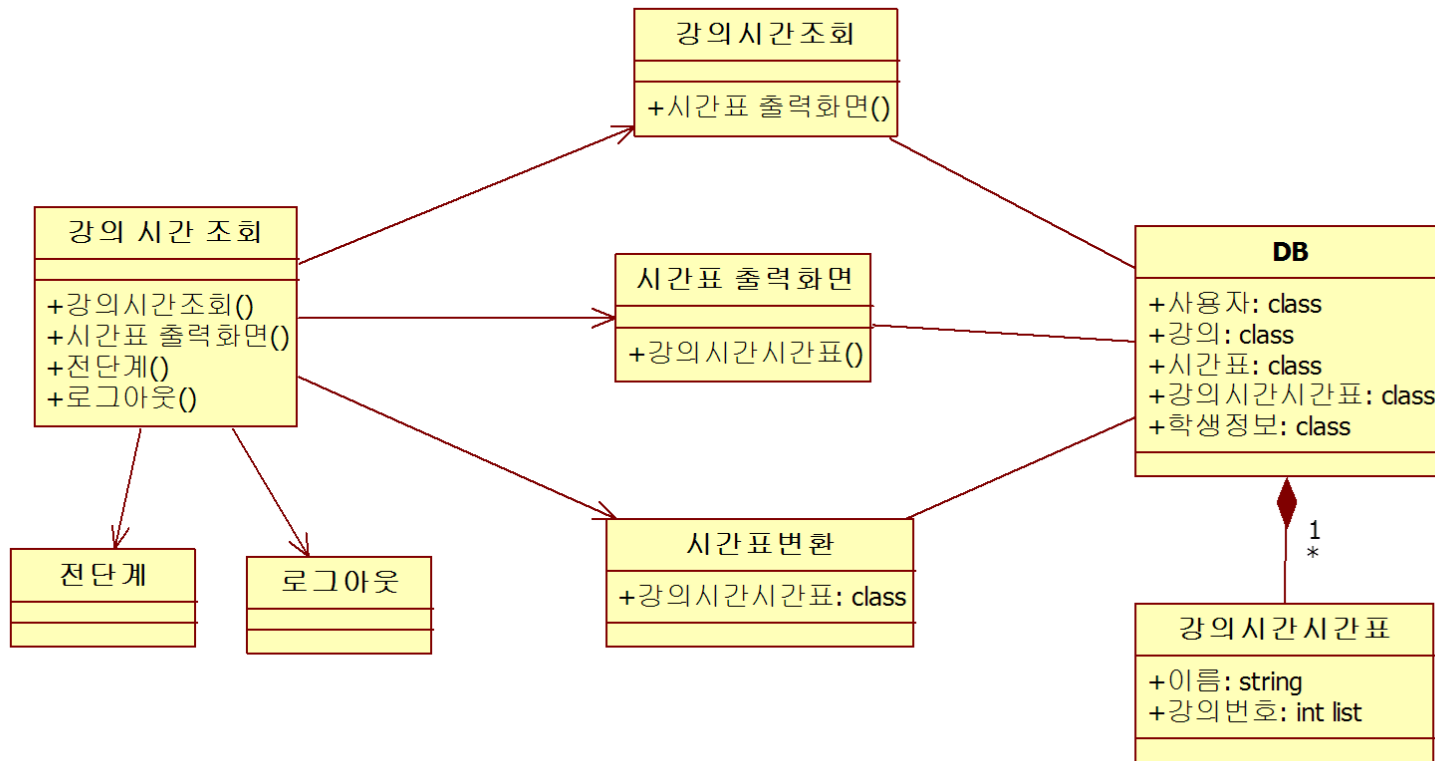 강의시간조회
+시간표 출력화면()
강의 시간 조회
+강의시간조회()
+시간표 출력화면()
+전단계()
+로그아웃()
시간표 출력화면
+강의시간시간표()
DB
+사용자: class
+강의: class
+시간표: class
+강의시간시간표: class
+학생정보: class
전단계
로그아웃
시간표변환
+강의시간시간표: class
1
*
강의시간시간표
+이름: string
+강의번호: int list